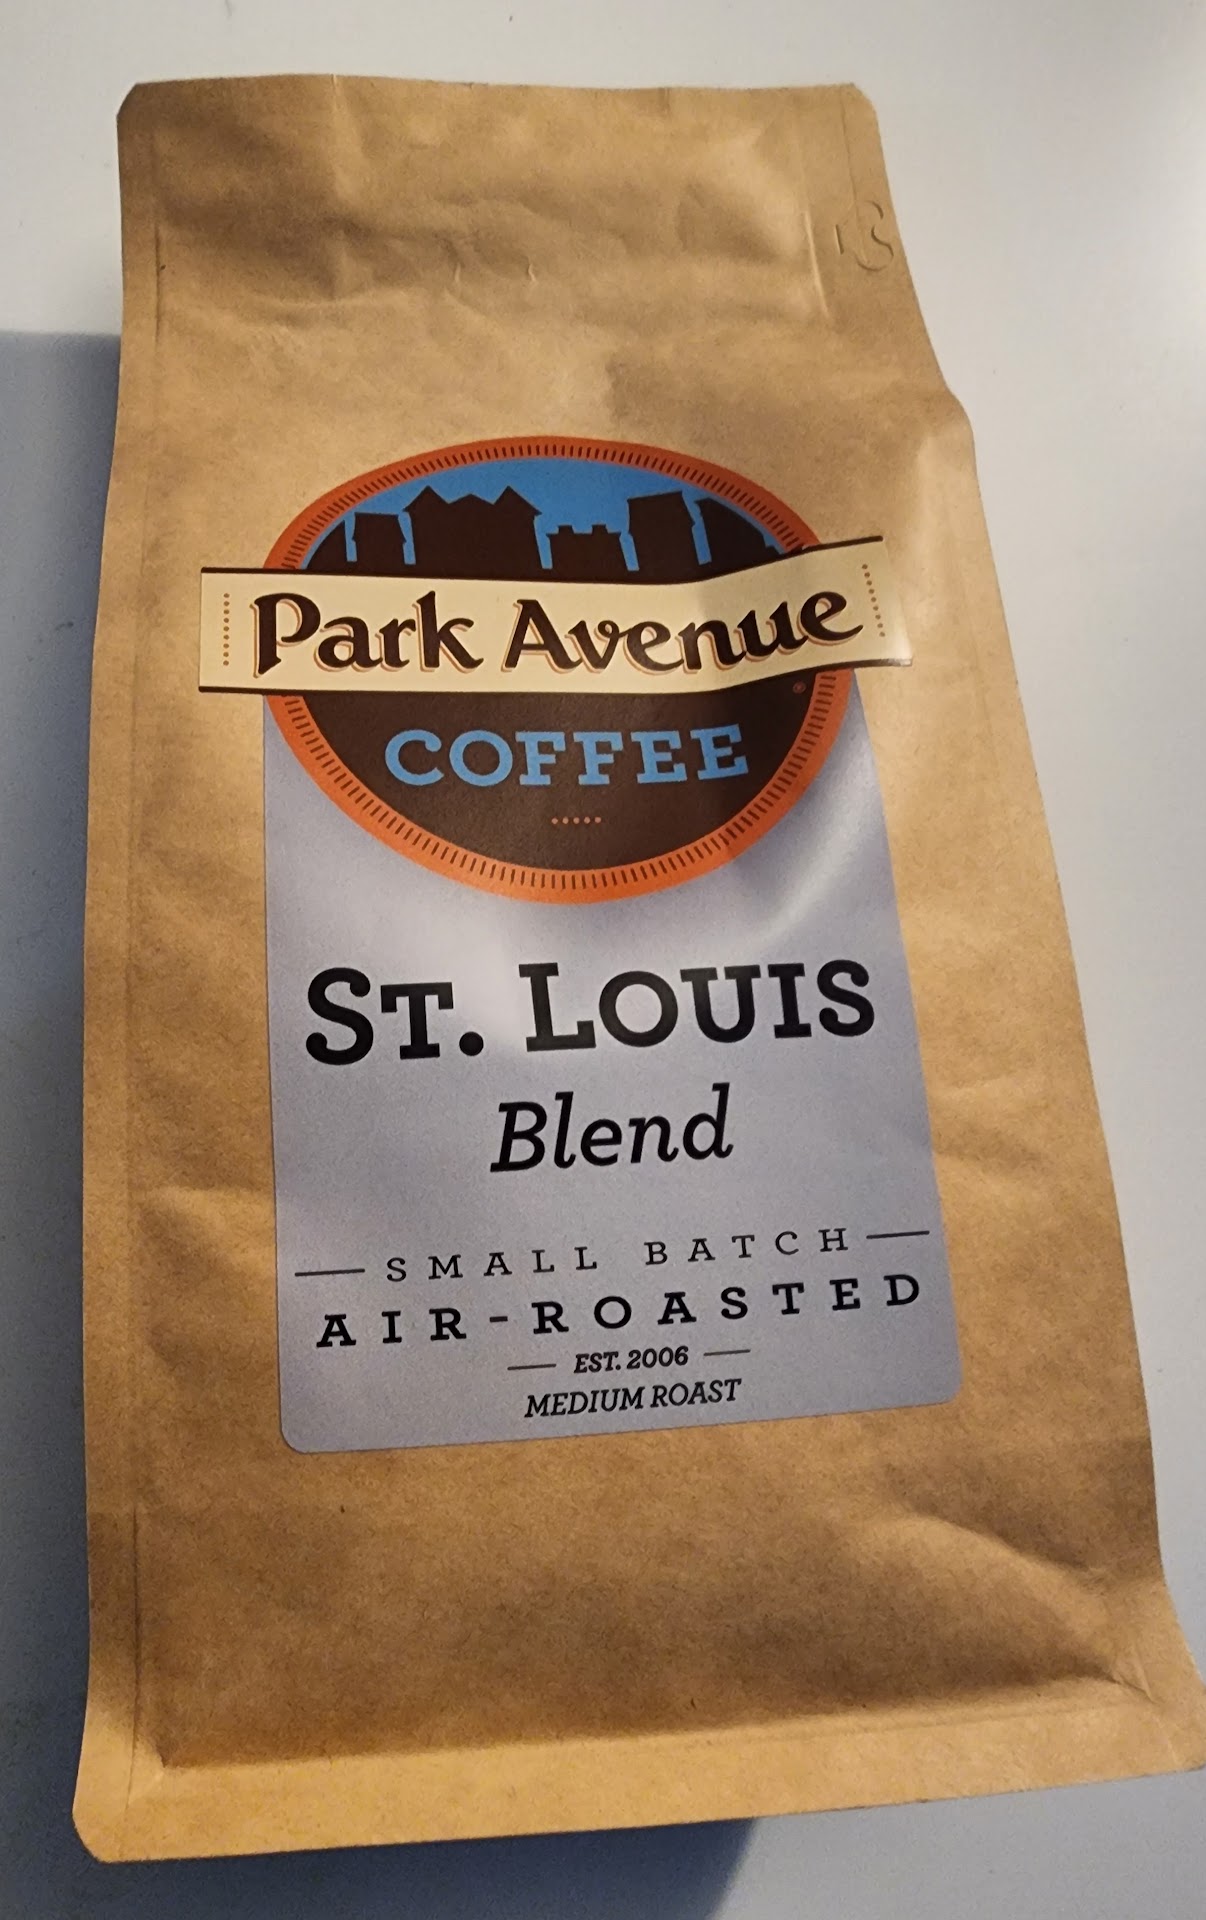 Park Avenue
®
COFFEE
ST. LOUIS
Blend
SMALL BATCH
AIR-ROASTED
EST. 2006
MEDIUM ROAST